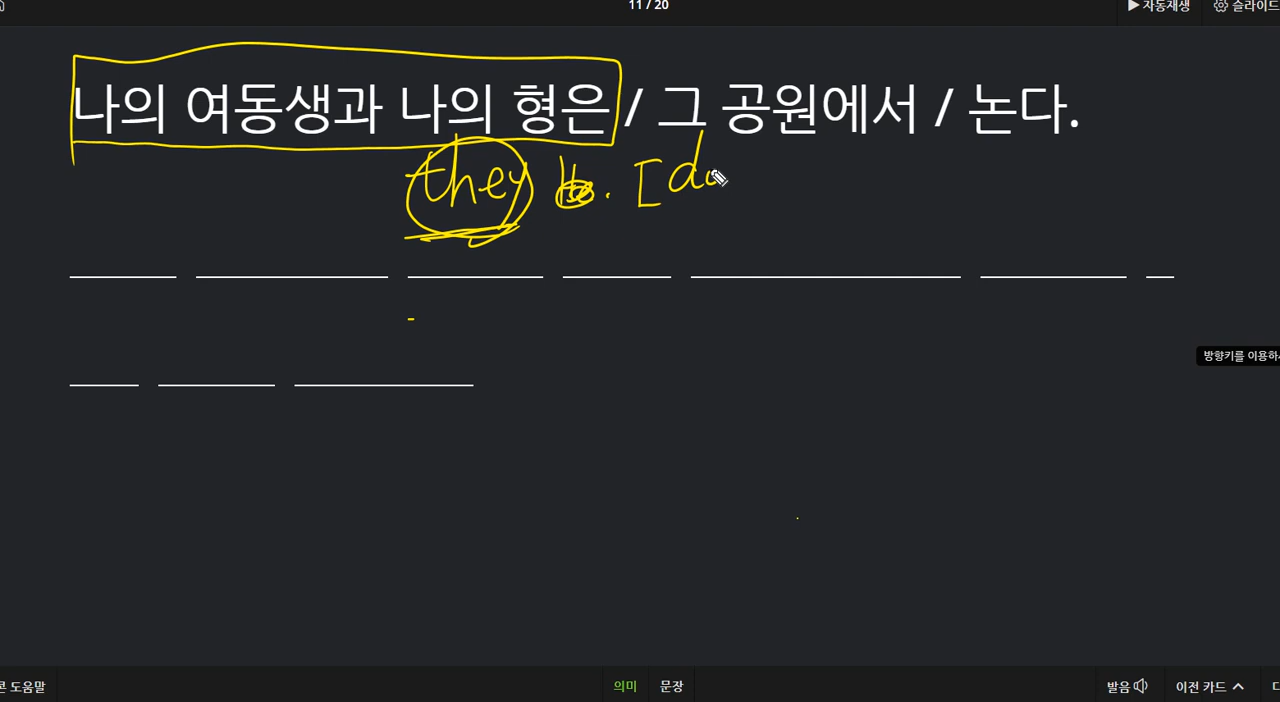 11 / 20 ▶ 자동재생 슬라이드
나의 여동생과 나의 형은 / 그 공원에서 / 논다.
they
방향키를 이용하
콘 도움말 의미 문장 발음 이전 카드